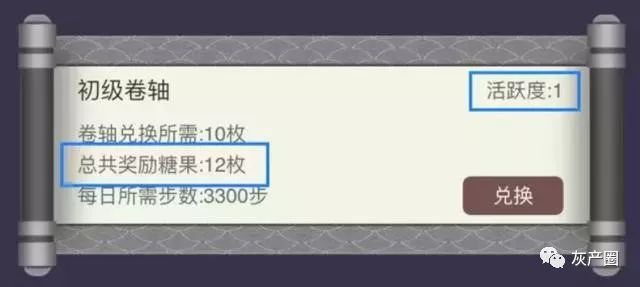 初级卷轴
活跃度:1
卷轴兑换所需:10枚
总共奖励糖果:12枚
每日所需步数:3300步
兑换
灰产圈